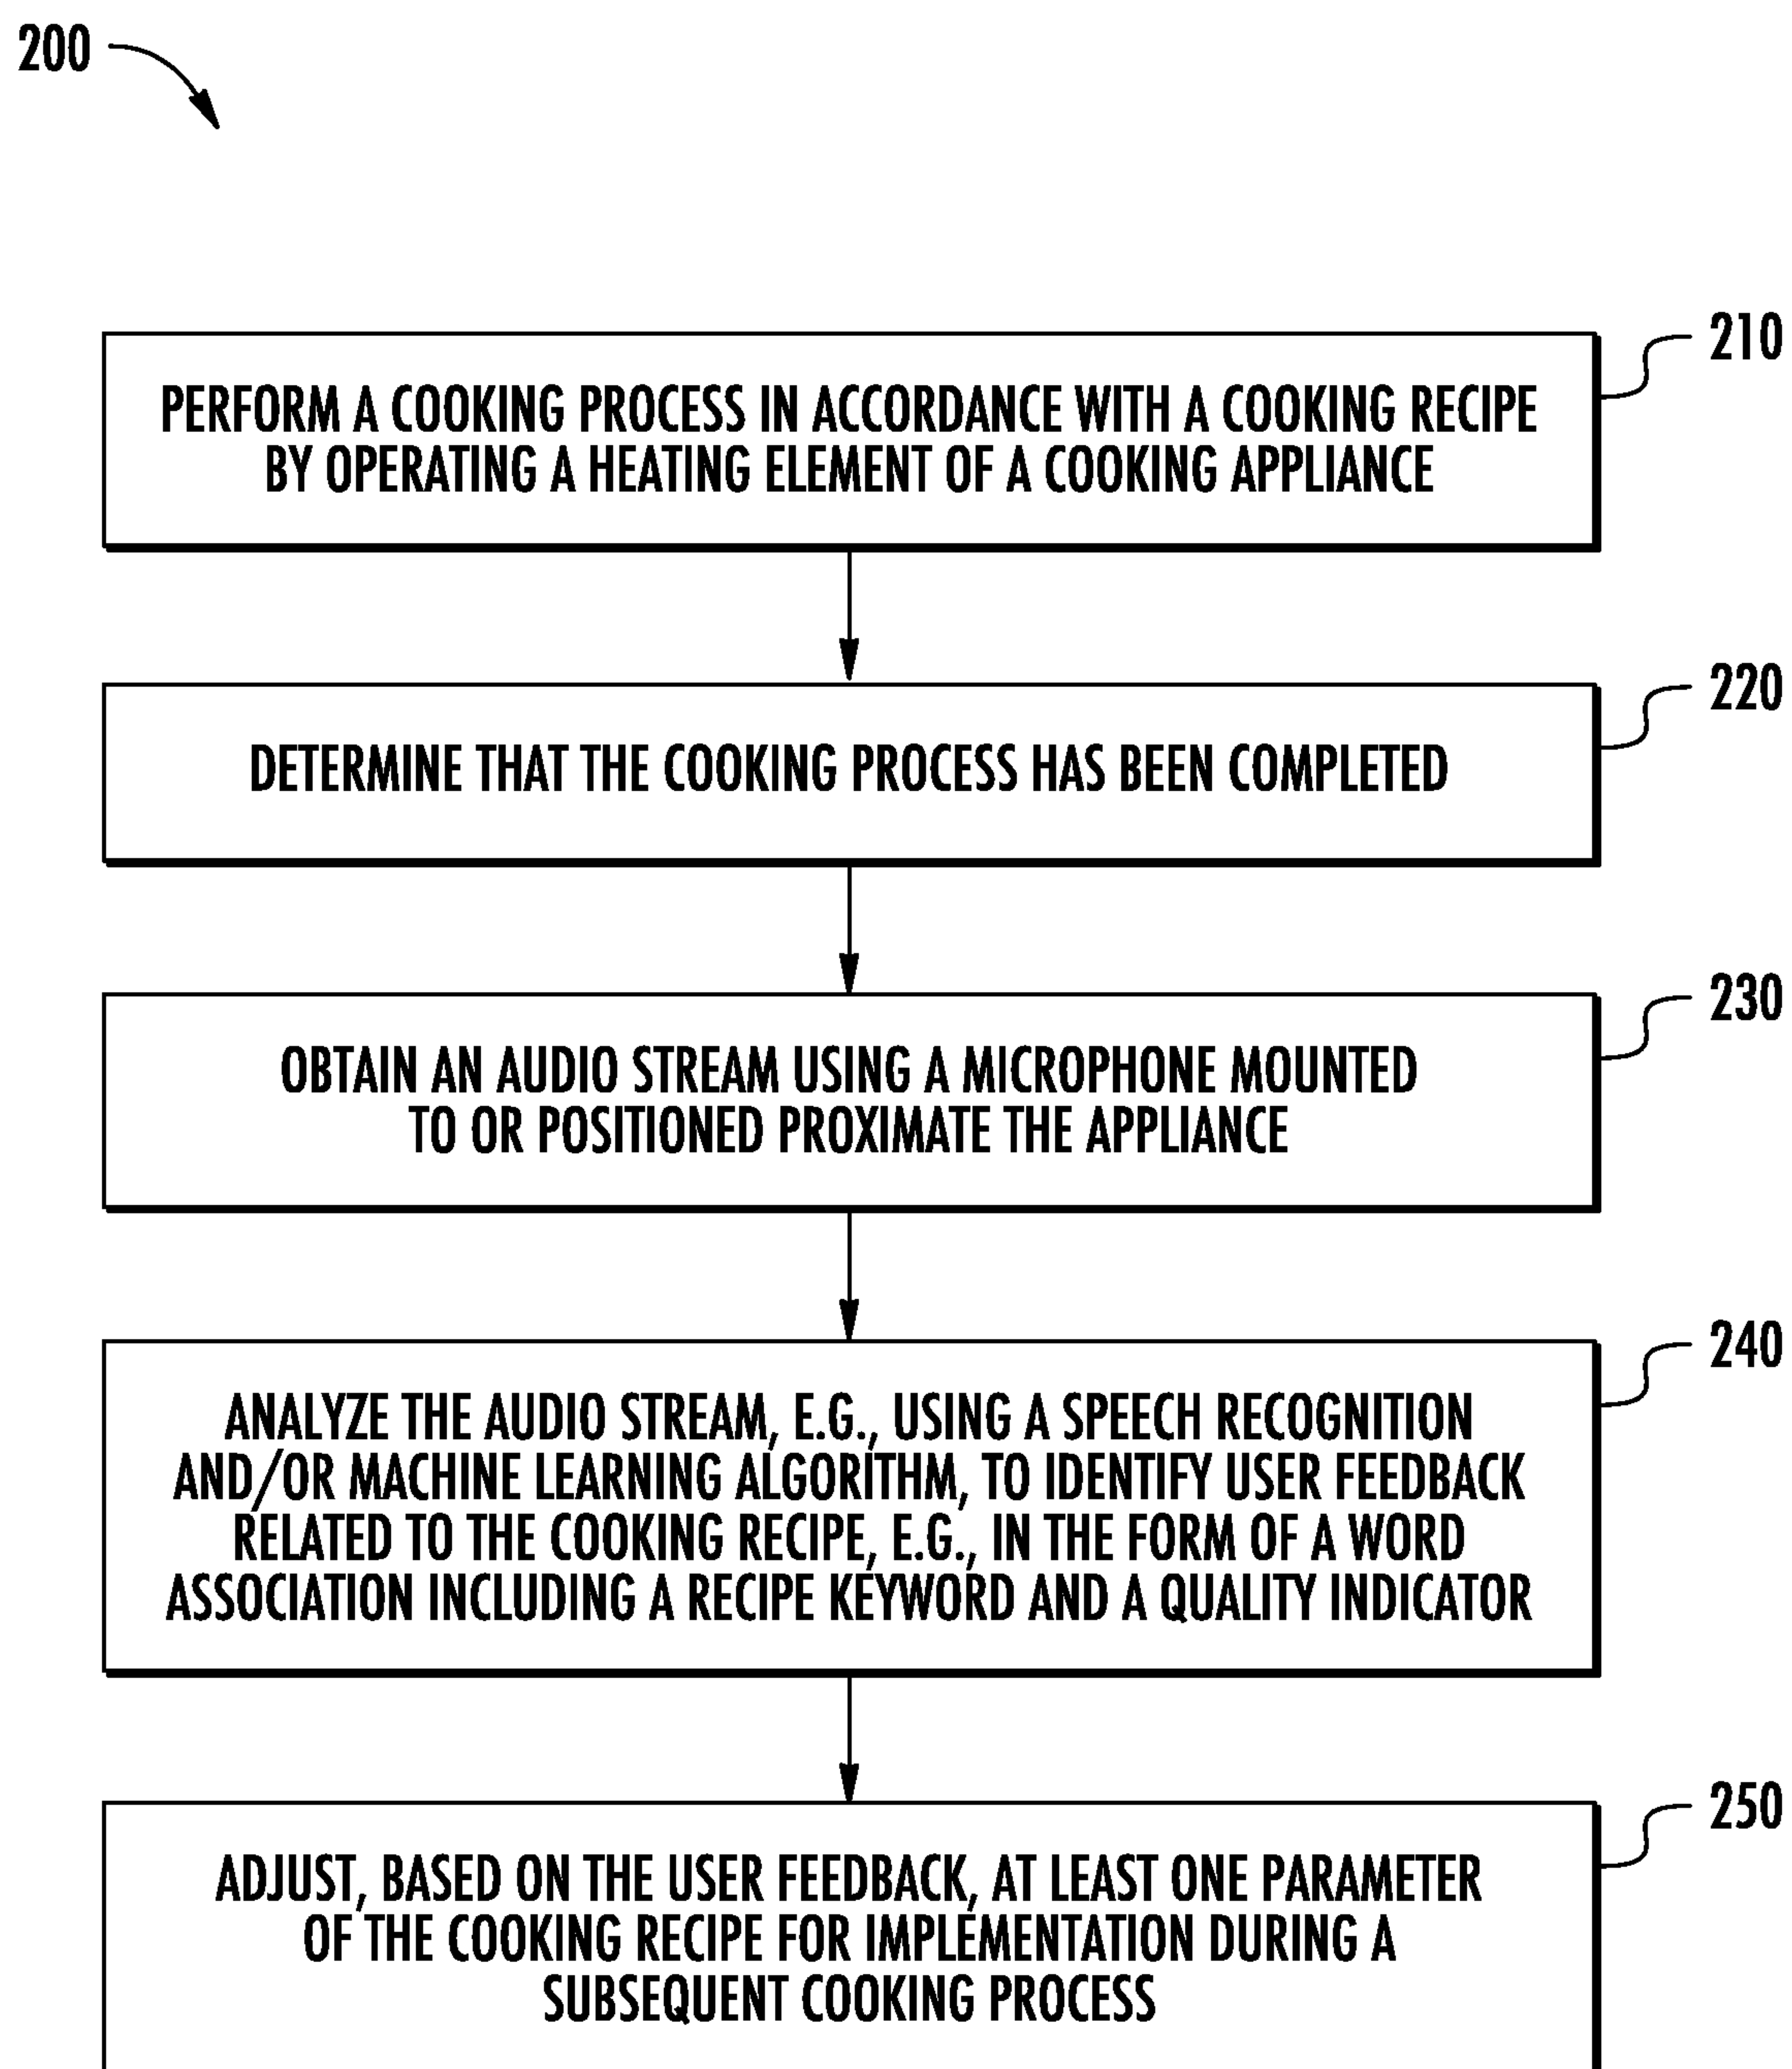 200
210
PERFORM A COOKING PROCESS IN ACCORDANCE WITH A COOKING RECIPE
BY OPERATING A HEATING ELEMENT OF A COOKING APPLIANCE
220
DETERMINE THAT THE COOKING PROCESS HAS BEEN COMPLETED
230
OBTAIN AN AUDIO STREAM USING A MICROPHONE MOUNTED
TO OR POSITIONED PROXIMATE THE APPLIANCE
240
ANALYZE THE AUDIO STREAM, E.G., USING A SPEECH RECOGNITION
AND/OR MACHINE LEARNING ALGORITHM, TO IDENTIFY USER FEEDBACK
RELATED TO THE COOKING RECIPE, E.G., IN THE FORM OF A WORD
ASSOCIATION INCLUDING A RECIPE KEYWORD AND A QUALITY INDICATOR
250
ADJUST, BASED ON THE USER FEEDBACK, AT LEAST ONE PARAMETER
OF THE COOKING RECIPE FOR IMPLEMENTATION DURING A
SUBSEQUENT COOKING PROCESS